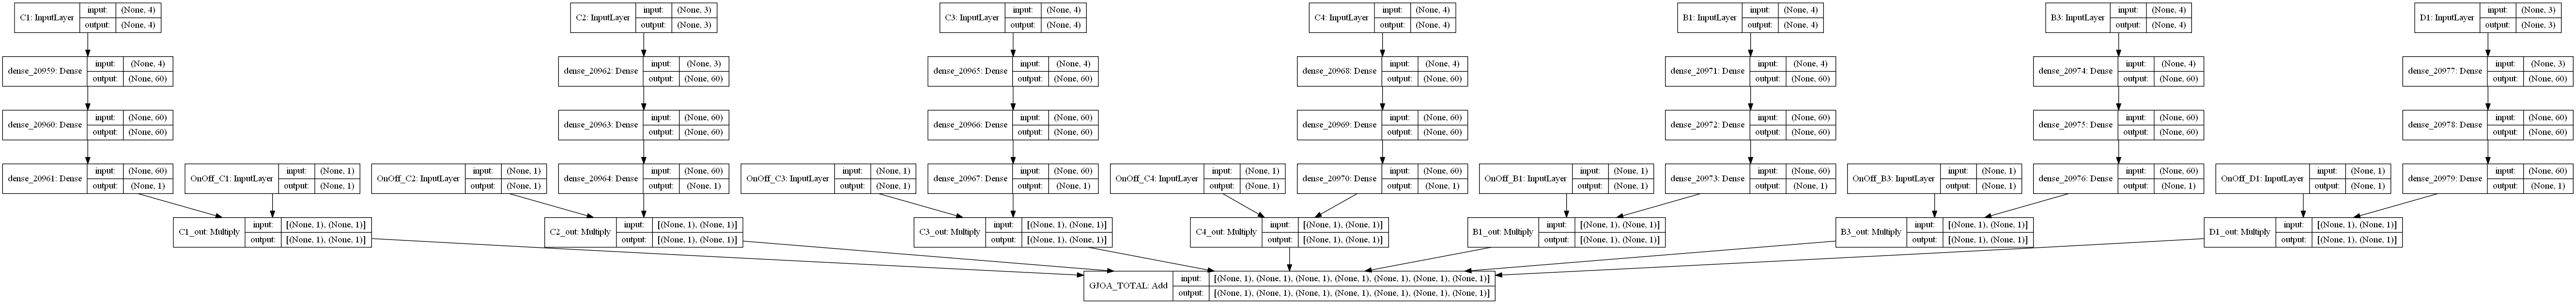 C1: InputLayer input: (None, 4) output: (None, 4)
C2: InputLayer input: (None, 3) output: (None, 3)
C3: InputLayer input: (None, 4) output: (None, 4)
C4: InputLayer input: (None, 4) output: (None, 4)
B1: InputLayer input: (None, 4) output: (None, 4)
B3: InputLayer input: (None, 4) output: (None, 4)
D1: InputLayer input: (None, 3) output: (None, 3)
dense_20959: Dense input: (None, 4) output: (None, 60)
dense_20962: Dense input: (None, 3) output: (None, 60)
dense_20965: Dense input: (None, 4) output: (None, 60)
dense_20968: Dense input: (None, 4) output: (None, 60)
dense_20971: Dense input: (None, 4) output: (None, 60)
dense_20974: Dense input: (None, 4) output: (None, 60)
dense_20977: Dense input: (None, 3) output: (None, 60)
dense_20960: Dense input: (None, 60) output: (None, 60)
dense_20963: Dense input: (None, 60) output: (None, 60)
dense_20966: Dense input: (None, 60) output: (None, 60)
dense_20969: Dense input: (None, 60) output: (None, 60)
dense_20972: Dense input: (None, 60) output: (None, 60)
dense_20975: Dense input: (None, 60) output: (None, 60)
dense_20978: Dense input: (None, 60) output: (None, 60)
dense_20961: Dense input: (None, 60) output: (None, 1)
OnOff_C1: InputLayer input: (None, 1) output: (None, 1)
OnOff_C2: InputLayer input: (None, 1) output: (None, 1)
dense_20964: Dense input: (None, 60) output: (None, 1)
OnOff_C3: InputLayer input: (None, 1) output: (None, 1)
dense_20967: Dense input: (None, 60) output: (None, 1)
OnOff_C4: InputLayer input: (None, 1) output: (None, 1)
dense_20970: Dense input: (None, 60) output: (None, 1)
OnOff_B1: InputLayer input: (None, 1) output: (None, 1)
dense_20973: Dense input: (None, 60) output: (None, 1)
OnOff_B3: InputLayer input: (None, 1) output: (None, 1)
dense_20976: Dense input: (None, 60) output: (None, 1)
OnOff_D1: InputLayer input: (None, 1) output: (None, 1)
dense_20979: Dense input: (None, 60) output: (None, 1)
C1_out: Multiply input: [(None, 1), (None, 1)] output: [(None, 1), (None, 1)]
C2_out: Multiply input: [(None, 1), (None, 1)] output: [(None, 1), (None, 1)]
C3_out: Multiply input: [(None, 1), (None, 1)] output: [(None, 1), (None, 1)]
C4_out: Multiply input: [(None, 1), (None, 1)] output: [(None, 1), (None, 1)]
B1_out: Multiply input: [(None, 1), (None, 1)] output: [(None, 1), (None, 1)]
B3_out: Multiply input: [(None, 1), (None, 1)] output: [(None, 1), (None, 1)]
D1_out: Multiply input: [(None, 1), (None, 1)] output: [(None, 1), (None, 1)]
GJOA_TOTAL: Add input: [(None, 1), (None, 1), (None, 1), (None, 1), (None, 1), (None, 1), (None, 1)] output: [(None, 1), (None, 1), (None, 1), (None, 1), (None, 1), (None, 1), (None, 1)]